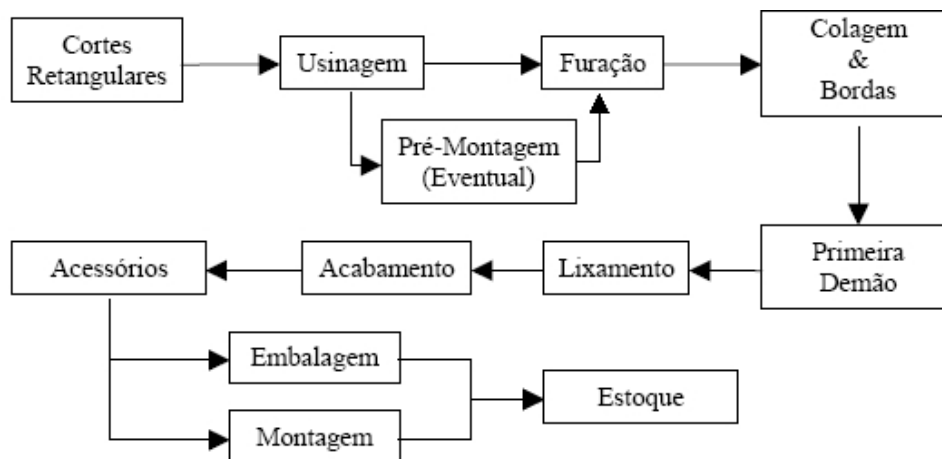 Cortes
Retangulares
Usinagem
Furação
Colagem
&
Bordas
Pré-Montagem
(Eventual)
Acessórios
Acabamento
Lixamento
Primeira
Demão
Embalagem
Estoque
Montagem